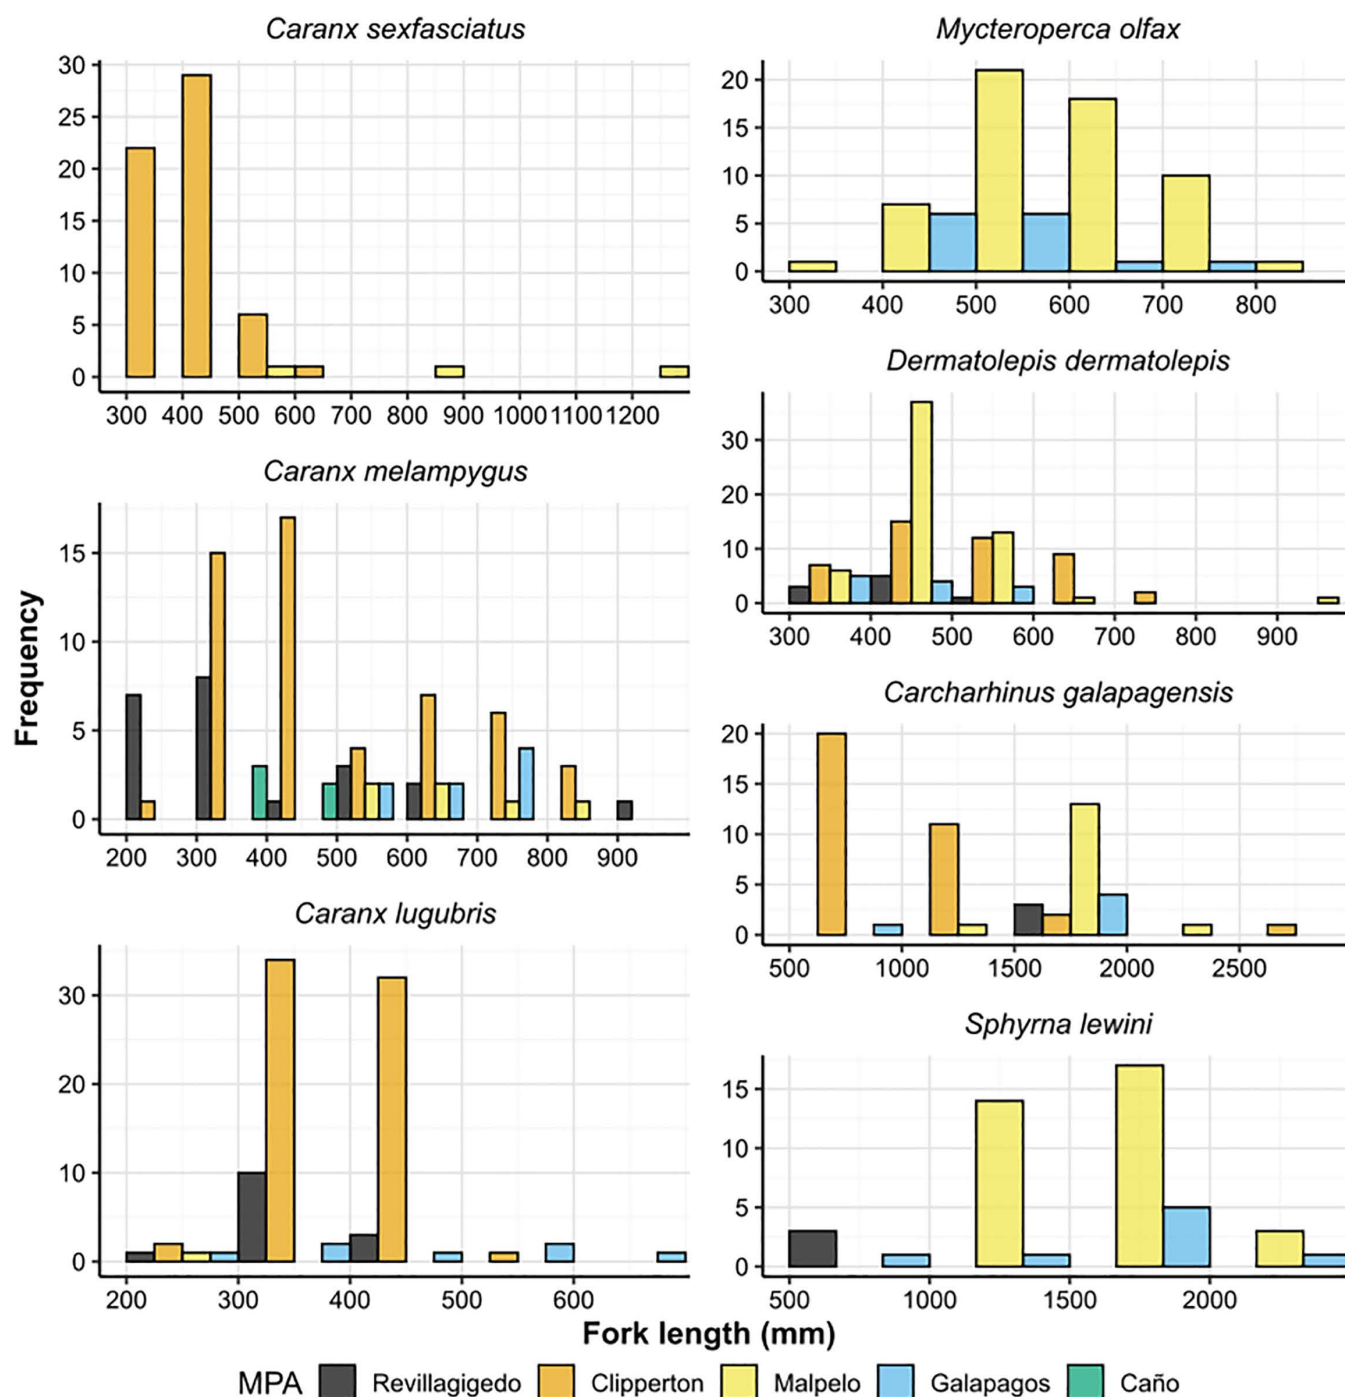 Caranx sexfasciatus
30
25
20
15
10
5
0
300 400 500 600 700 800 900 1000 1100 1200
Caranx melampygus
15
10
5
0
200 300 400 500 600 700 800 900
Caranx lugubris
30
20
10
0
200 300 400 500 600
Mycteroperca olfax
20
15
10
5
0
300 400 500 600 700 800
Dermatolepis dermatolepis
30
20
10
0
300 400 500 600 700 800 900
Carcharhinus galapagensis
20
15
10
5
0
500 1000 1500 2000 2500
Sphyrna lewini
15
10
5
0
500 1000 1500 2000
Frequency
Fork length (mm)
MPA Revillagigedo Clipperton Malpelo Galapagos Caño